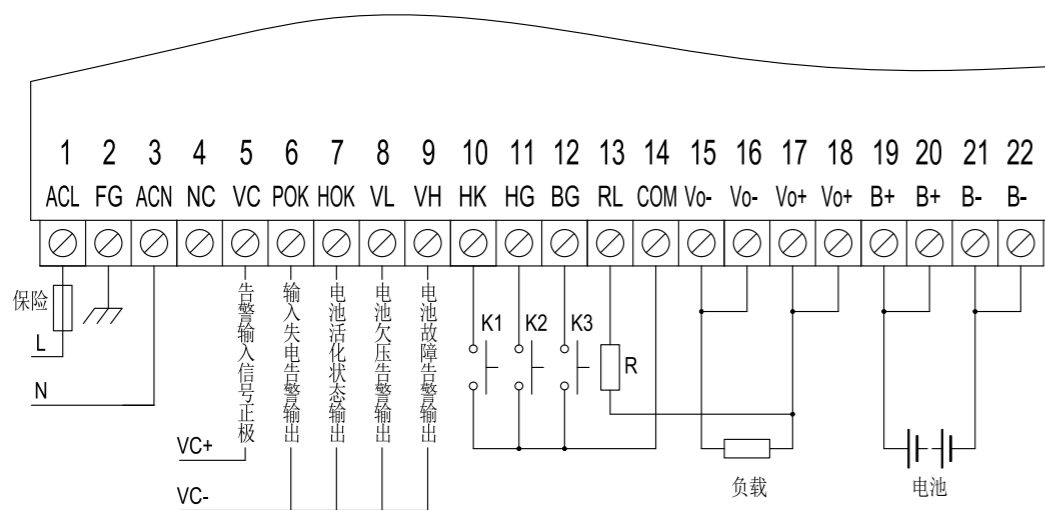 1 2 3 4 5 6 7 8 9 10 11 12 13 14 15 16 17 18 19 20 21 22
ACL FG ACN NC VC POK HOK VL VH HK HG BG RL COM Vo- Vo- Vo+ Vo+ B+ B+ B- B-
保险
L
N
告警输入信号正极
输入失电告警输出
电池活化状态输出
电池欠压告警输出
电池故障告警输出
VC+
VC-
K1 K2 K3
R
负载
电池